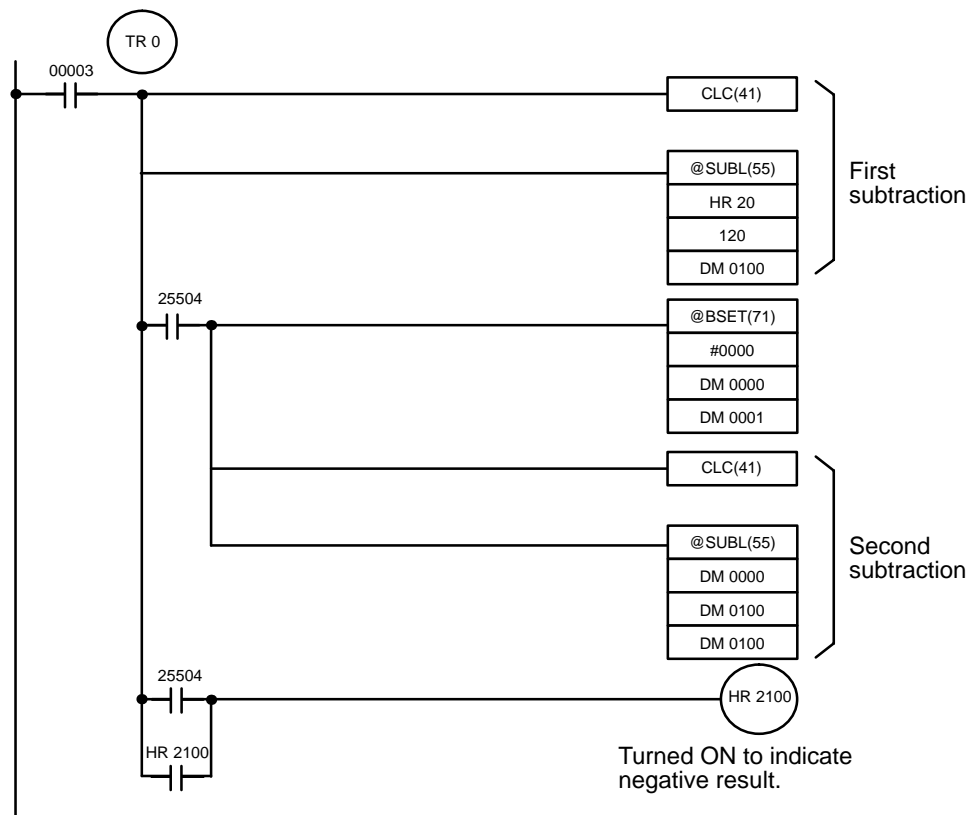 TR 0
00003
CLC(41)
@SUBL(55)
HR 20
120
DM 0100
First
subtraction
25504
@BSET(71)
#0000
DM 0000
DM 0001
CLC(41)
@SUBL(55)
DM 0000
DM 0100
DM 0100
Second
subtraction
25504
HR 2100
HR 2100
Turned ON to indicate
negative result.